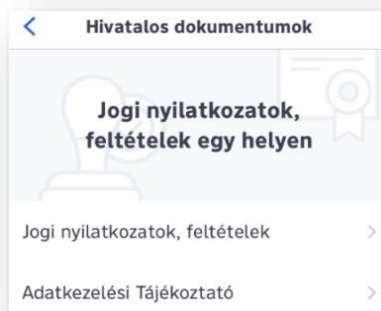 Hivatalos dokumentumok
Jogi nyilatkozatok,
feltételek egy helyen
Jogi nyilatkozatok, feltételek
Adatkezelési Tájékoztató